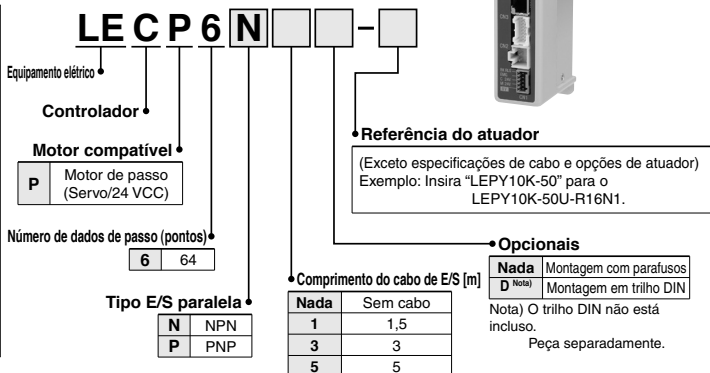 LE C P 6 N □ □ – □
Equipamento elétrico
Controlador
Motor compatível
P Motor de passo
(Servo/24 VCC)
Número de dados de passo (pontos)
6 64
Tipo E/S paralela
N NPN
P PNP
Comprimento do cabo de E/S [m]
Nada Sem cabo
1 1,5
3 3
5 5
Referência do atuador
(Exceto especificações de cabo e opções de atuador)
Exemplo: Insira “LEPY10K-50” para o
LEPY10K-50U-R16N1.
Opcionais
Nada Montagem com parafusos
D Nota) Montagem em trilho DIN
Nota) O trilho DIN não está
incluso.
Peça separadamente.